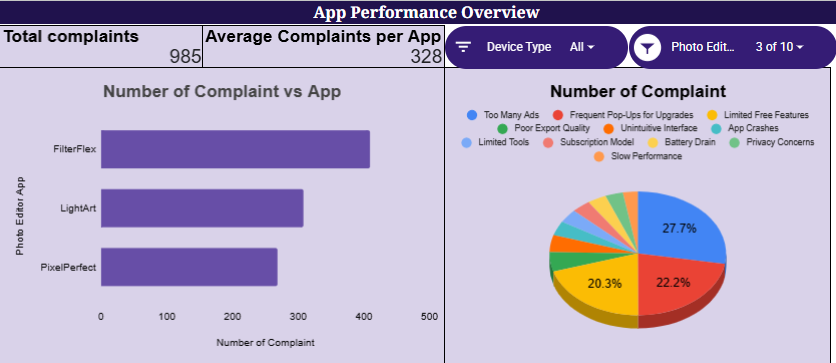 App Performance Overview
Total complaints
985
Average Complaints per App
328
Device Type All
Photo Edit... 3 of 10
Number of Complaint vs App
Photo Editor App
FilterFlex
LightArt
PixelPerfect
0 100 200 300 400 500
Number of Complaint
Number of Complaint
Too Many Ads Frequent Pop-Ups for Upgrades Limited Free Features
Poor Export Quality Unintuitive Interface App Crashes
Limited Tools Subscription Model Battery Drain Privacy Concerns
Slow Performance
27.7%
20.3% 22.2%